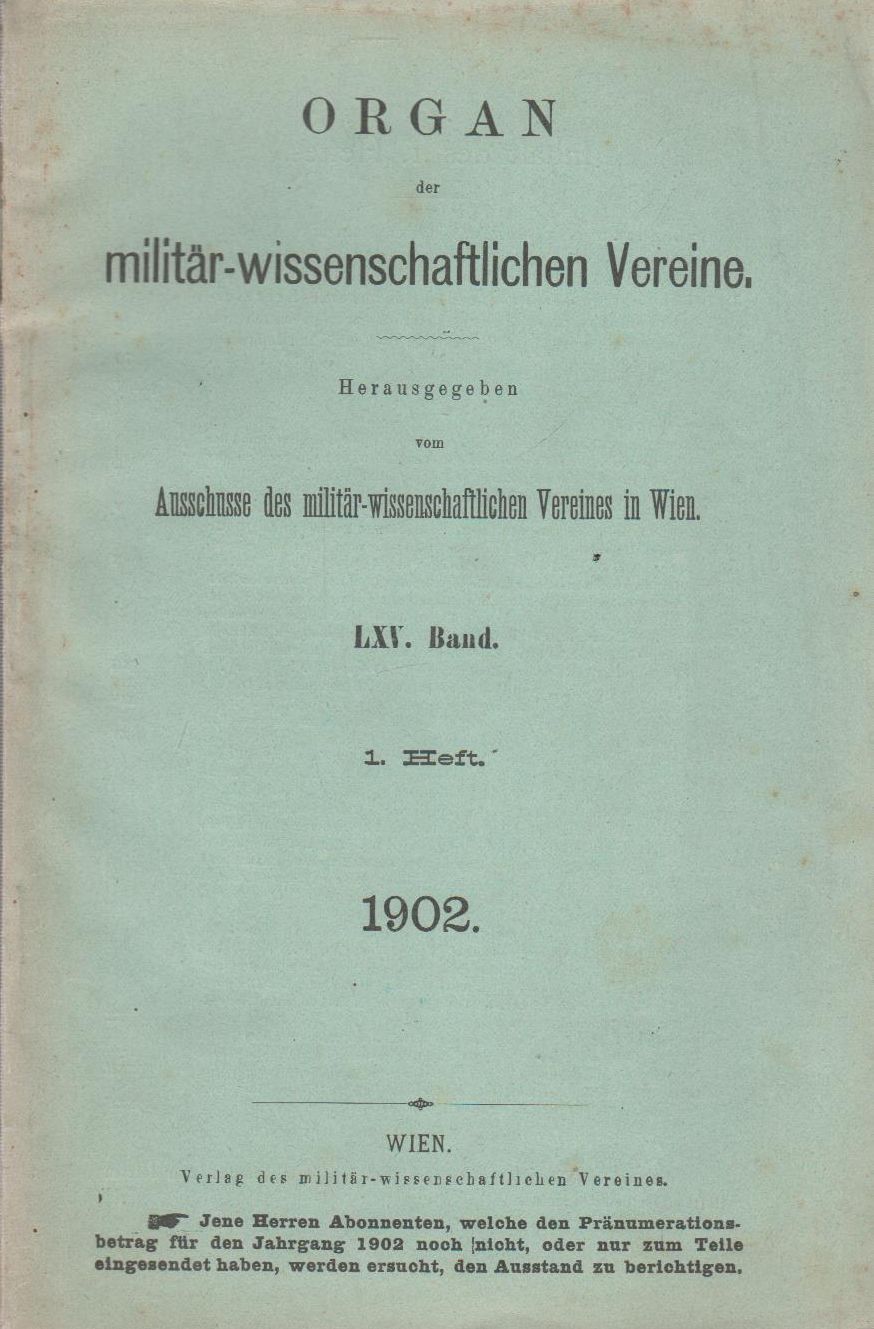 ORGAN
der
militär-wissenschaftlichen Vereine.
Herausgegeben
vom
Ausschusse des militär-wissenschaftlichen Vereines in Wien.
LXV. Band.
1. Heft.
1902.
WIEN.
Verlag des militär-wissenschaftlichen Vereines.
☛ Jene Herren Abonnenten, welche den Pränumerations-
betrag für den Jahrgang 1902 noch nicht, oder nur zum Teile
eingesendet haben, werden ersucht, den Ausstand zu berichtigen.